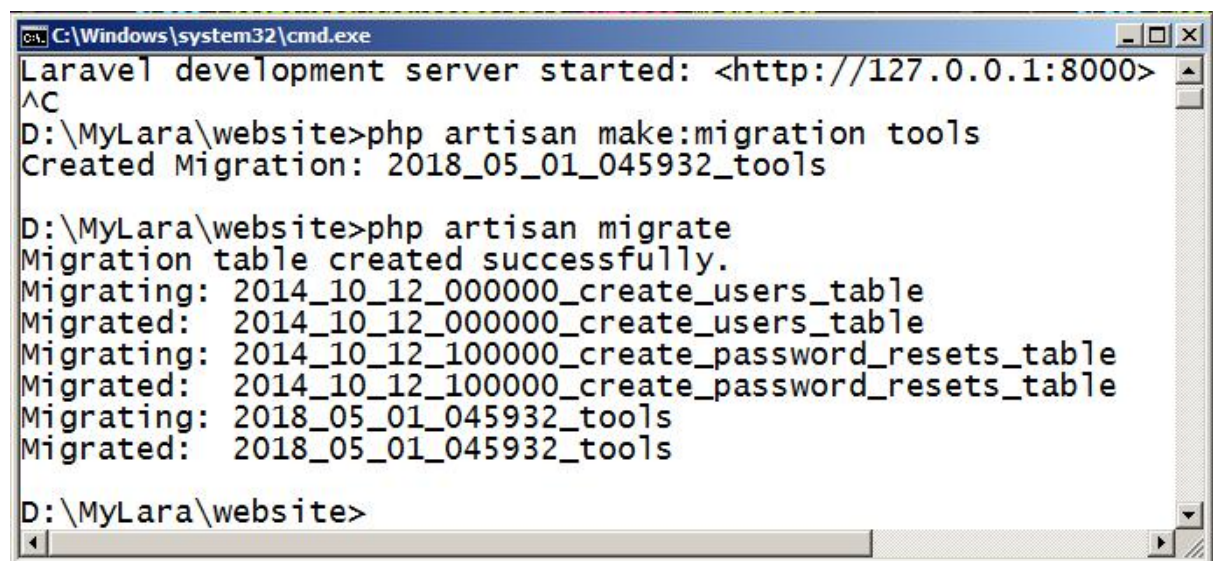 C:\Windows\system32\cmd.exe
Laravel development server started: <http://127.0.0.1:8000>
^C
D:\MyLara\website>php artisan make:migration tools
Created Migration: 2018_05_01_045932_tools
D:\MyLara\website>php artisan migrate
Migration table created successfully.
Migrating: 2014_10_12_000000_create_users_table
Migrated:  2014_10_12_000000_create_users_table
Migrating: 2014_10_12_100000_create_password_resets_table
Migrated:  2014_10_12_100000_create_password_resets_table
Migrating: 2018_05_01_045932_tools
Migrated:  2018_05_01_045932_tools
D:\MyLara\website>